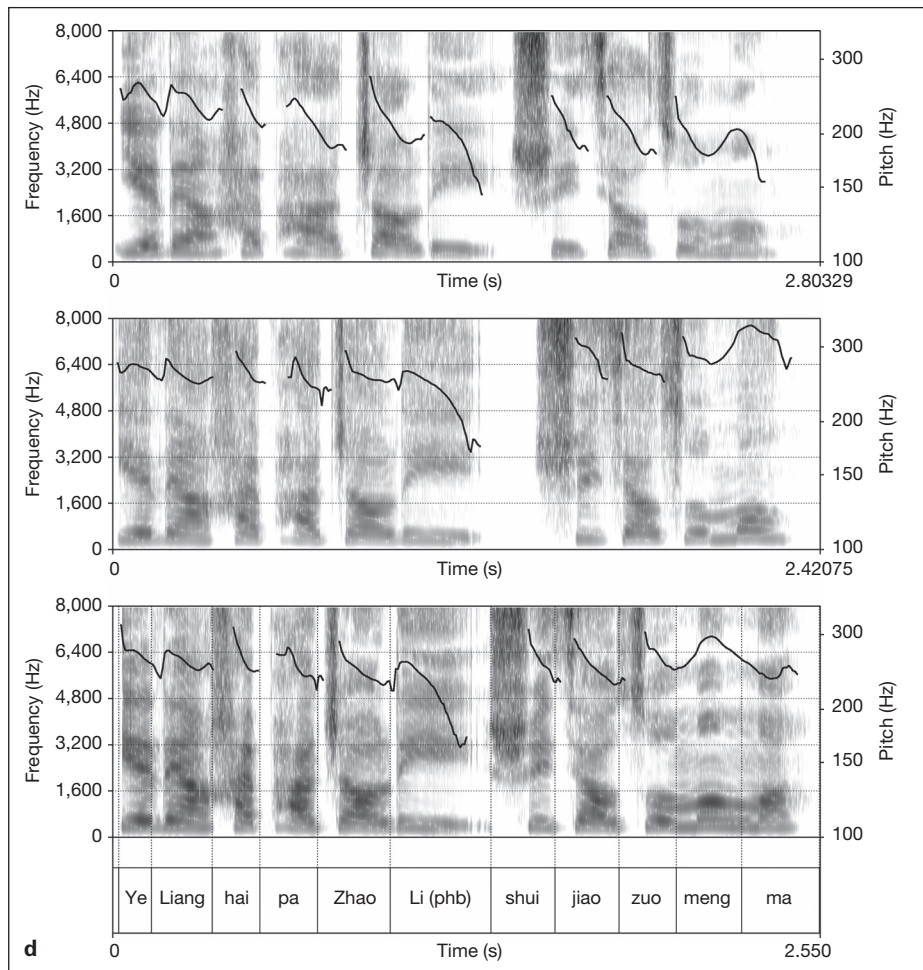 8,000
6,400
4,800
3,200
1,600
0
Frequency (Hz)
300
200
150
100
Pitch (Hz)
0 Time (s) 2.80329
8,000
6,400
4,800
3,200
1,600
0
Frequency (Hz)
300
200
150
100
Pitch (Hz)
0 Time (s) 2.42075
8,000
6,400
4,800
3,200
1,600
0
Frequency (Hz)
300
200
150
100
Pitch (Hz)
Ye Liang hai pa Zhao Li (phb) shui jiao zuo meng ma
0 Time (s) 2.550
d